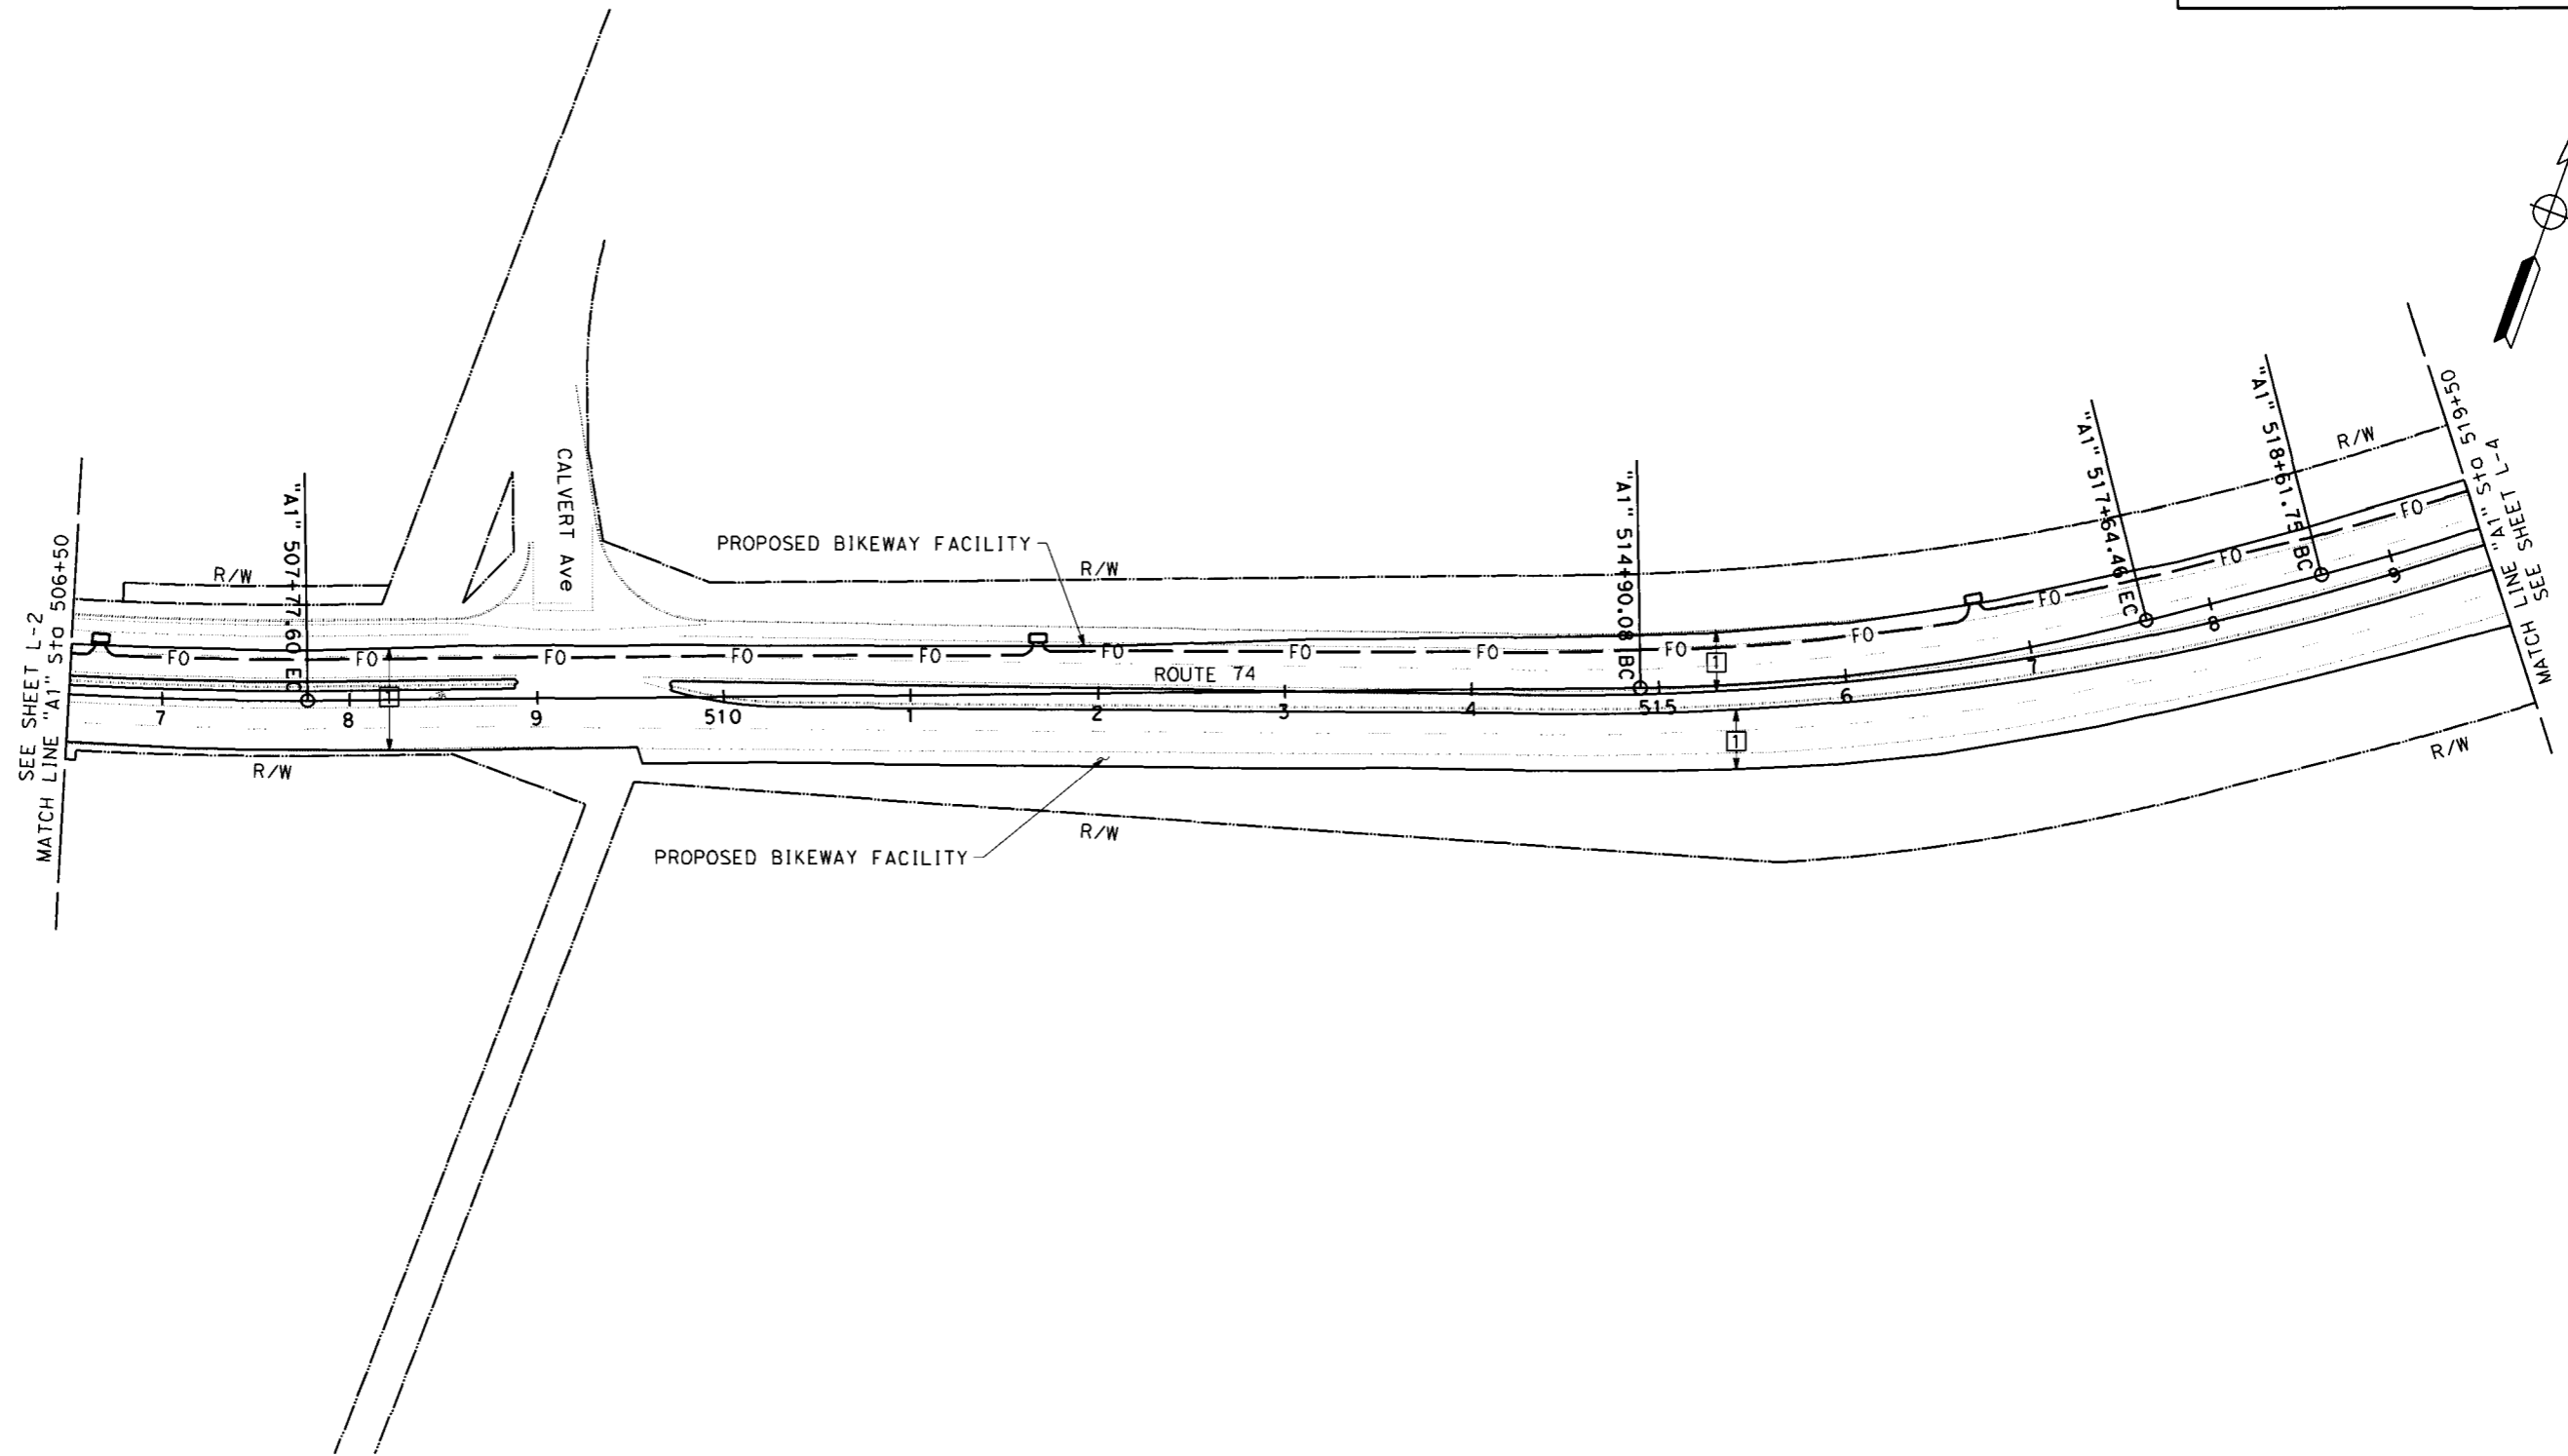 SEE SHEET L-2
MATCH LINE "A1" Sta 506+50
R/W
"A1" 507+77.60 EC
CALVERT Ave
PROPOSED BIKEWAY FACILITY
R/W
"A1" 514+90.08 BC
"A1" 517+64.46 EC
"A1" 518+61.75 BC
R/W
MATCH LINE "A1" Sta 519+50
SEE SHEET L-4
FO FO FO FO FO FO FO FO FO FO FO FO FO
ROUTE 74
1
1
1
7 8 9 510 1 2 3 4 515 6 7 8 9
R/W
R/W
R/W
PROPOSED BIKEWAY FACILITY